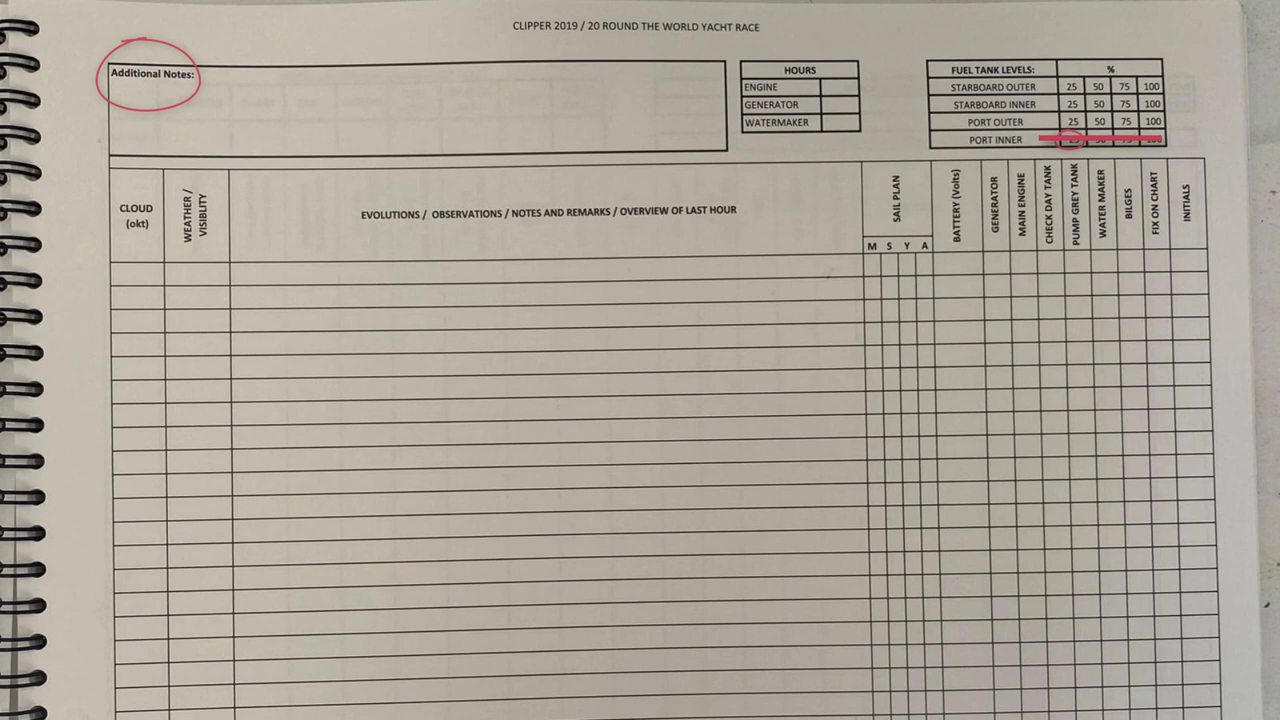 CLIPPER 2019 / 20 ROUND THE WORLD YACHT RACE
Additional Notes:
HOURS
ENGINE
GENERATOR
WATERMAKER
FUEL TANK LEVELS: %
STARBOARD OUTER 25 50 75 100
STARBOARD INNER 25 50 75 100
PORT OUTER 25 50 75 100
PORT INNER
CLOUD
(okt)
WEATHER /
VISIBLITY
EVOLUTIONS / OBSERVATIONS / NOTES AND REMARKS / OVERVIEW OF LAST HOUR
SAIL PLAN
M S Y A
BATTERY (Volts)
GENERATOR
MAIN ENGINE
CHECK DAY TANK
PUMP GREY TANK
WATER MAKER
BILGES
FIX ON CHART
INITIALS